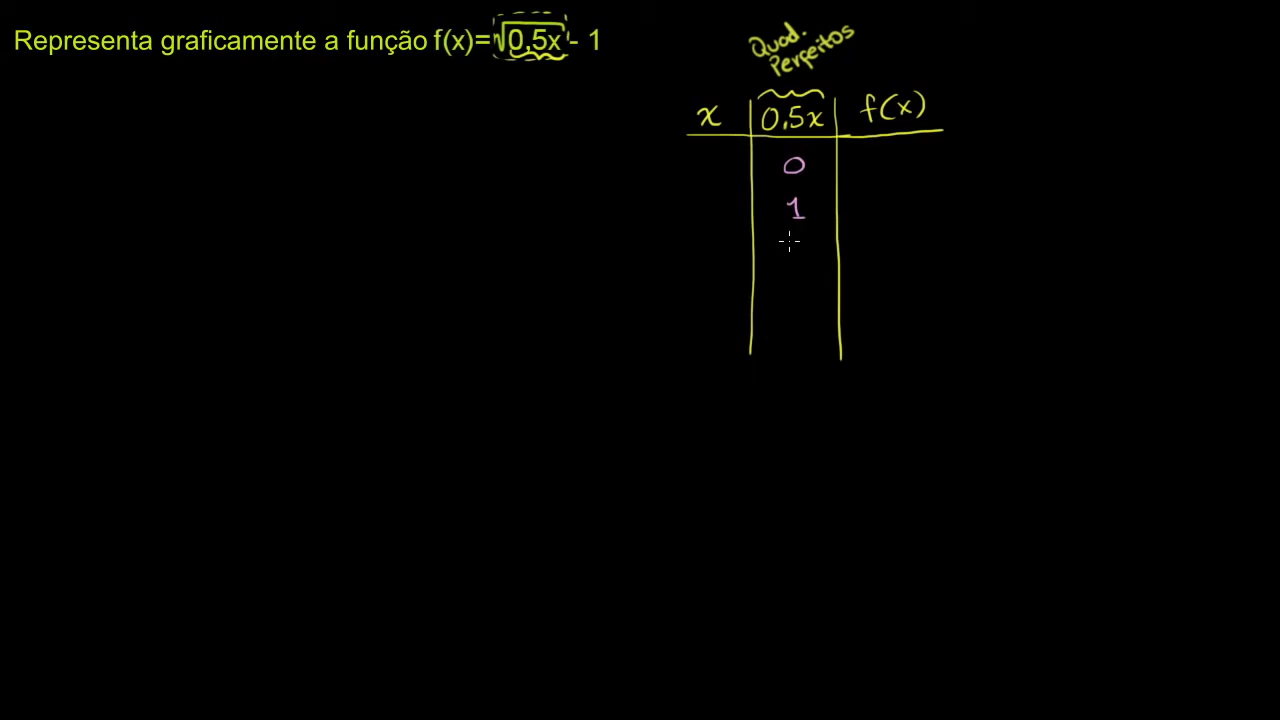 Representa graficamente a função f(x)=√0,5x - 1
Quad.
Perfeitos
x 0,5x f(x)
0
1